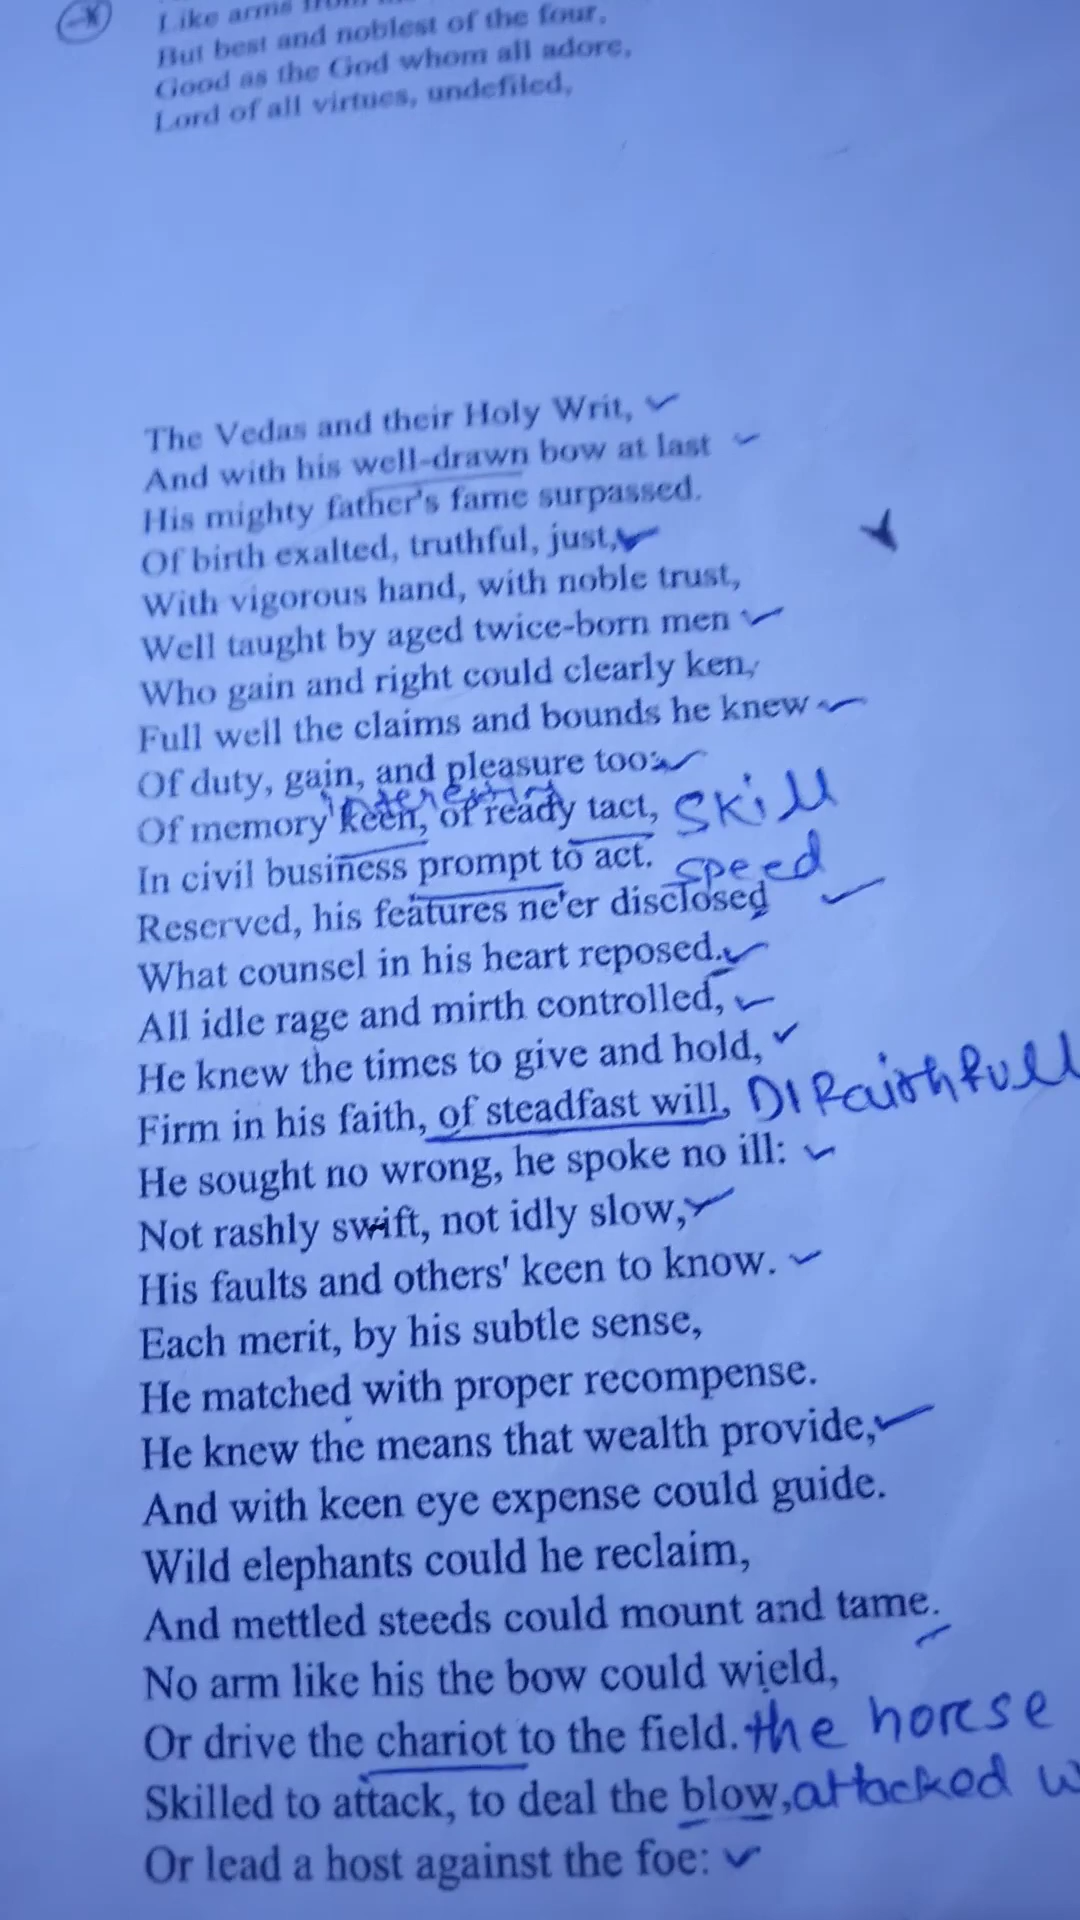 Like arms
But best and noblest of the four,
Good as the God whom all adore,
Lord of all virtues, undefiled,
The Vedas and their Holy Writ,
And with his well-drawn bow at last
His mighty father's fame surpassed.
Of birth exalted, truthful, just,
With vigorous hand, with noble trust,
Well taught by aged twice-born men
Who gain and right could clearly ken,
Full well the claims and bounds he knew
Of duty, gain, and pleasure too:
Of memory keen, of ready tact, skill
In civil business prompt to act. speed
Reserved, his features ne'er disclosed
What counsel in his heart reposed.
All idle rage and mirth controlled,
He knew the times to give and hold,
Firm in his faith, of steadfast will,
He sought no wrong, he spoke no ill:
Not rashly swift, not idly slow,
His faults and others' keen to know.
Each merit, by his subtle sense,
He matched with proper recompense.
He knew the means that wealth provide,
And with keen eye expense could guide.
Wild elephants could he reclaim,
And mettled steeds could mount and tame.
No arm like his the bow could wield,
Or drive the chariot to the field. the horse
Skilled to attack, to deal the blow, attacked
Or lead a host against the foe: